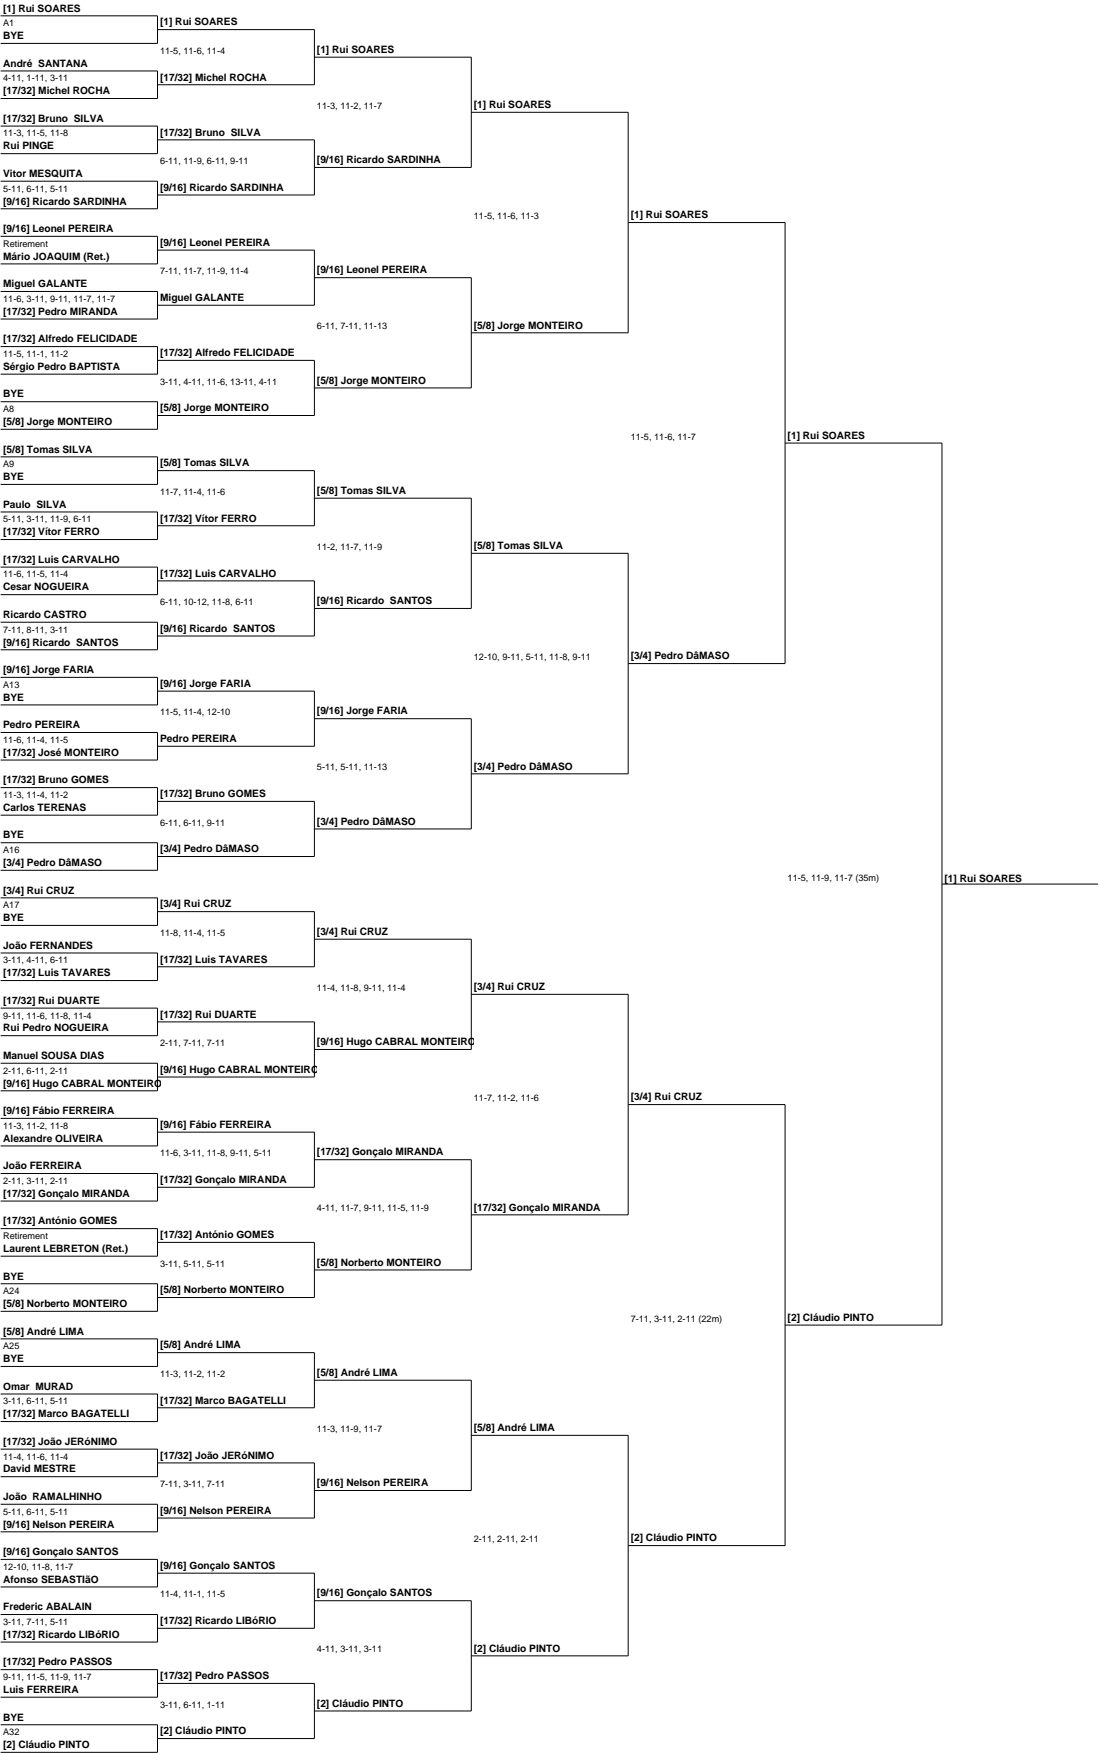 [1] Rui SOARES
A1
BYE
[1] Rui SOARES
11-5, 11-6, 11-4
[1] Rui SOARES
André  SANTANA
4-11, 1-11, 3-11
[17/32] Michel ROCHA
[17/32] Michel ROCHA
11-3, 11-2, 11-7
[1] Rui SOARES
[17/32] Bruno  SILVA
11-3, 11-5, 11-8
Rui PINGE
[17/32] Bruno  SILVA
6-11, 11-9, 6-11, 9-11
[9/16] Ricardo SARDINHA
Vitor MESQUITA
5-11, 6-11, 5-11
[9/16] Ricardo SARDINHA
[9/16] Ricardo SARDINHA
11-5, 11-6, 11-3
[1] Rui SOARES
[9/16] Leonel PEREIRA
Retirement
Mário JOAQUIM (Ret.)
[9/16] Leonel PEREIRA
7-11, 11-7, 11-9, 11-4
[9/16] Leonel PEREIRA
Miguel GALANTE
11-6, 3-11, 9-11, 11-7, 11-7
[17/32] Pedro MIRANDA
Miguel GALANTE
6-11, 7-11, 11-13
[5/8] Jorge MONTEIRO
[17/32] Alfredo FELICIDADE
11-5, 11-1, 11-2
Sérgio Pedro BAPTISTA
[17/32] Alfredo FELICIDADE
3-11, 4-11, 11-6, 13-11, 4-11
[5/8] Jorge MONTEIRO
BYE
A8
[5/8] Jorge MONTEIRO
[5/8] Jorge MONTEIRO
11-5, 11-6, 11-7
[1] Rui SOARES
[5/8] Tomas SILVA
A9
BYE
[5/8] Tomas SILVA
11-7, 11-4, 11-6
[5/8] Tomas SILVA
Paulo  SILVA
5-11, 3-11, 11-9, 6-11
[17/32] Vítor FERRO
[17/32] Vítor FERRO
11-2, 11-7, 11-9
[5/8] Tomas SILVA
[17/32] Luis CARVALHO
11-6, 11-5, 11-4
Cesar NOGUEIRA
[17/32] Luis CARVALHO
6-11, 10-12, 11-8, 6-11
[9/16] Ricardo  SANTOS
Ricardo CASTRO
7-11, 8-11, 3-11
[9/16] Ricardo  SANTOS
[9/16] Ricardo  SANTOS
12-10, 9-11, 5-11, 11-8, 9-11
[3/4] Pedro DâMASO
[9/16] Jorge FARIA
A13
BYE
[9/16] Jorge FARIA
11-5, 11-4, 12-10
[9/16] Jorge FARIA
Pedro PEREIRA
11-6, 11-4, 11-5
[17/32] José MONTEIRO
Pedro PEREIRA
5-11, 5-11, 11-13
[3/4] Pedro DâMASO
[17/32] Bruno GOMES
11-3, 11-4, 11-2
Carlos TERENAS
[17/32] Bruno GOMES
6-11, 6-11, 9-11
[3/4] Pedro DâMASO
BYE
A16
[3/4] Pedro DâMASO
[3/4] Pedro DâMASO
11-5, 11-9, 11-7 (35m)
[1] Rui SOARES
[3/4] Rui CRUZ
A17
BYE
[3/4] Rui CRUZ
11-8, 11-4, 11-5
[3/4] Rui CRUZ
João FERNANDES
3-11, 4-11, 6-11
[17/32] Luis TAVARES
[17/32] Luis TAVARES
11-4, 11-8, 9-11, 11-4
[3/4] Rui CRUZ
[17/32] Rui DUARTE
9-11, 11-6, 11-8, 11-4
Rui Pedro NOGUEIRA
[17/32] Rui DUARTE
2-11, 7-11, 7-11
[9/16] Hugo CABRAL MONTEIRO
Manuel SOUSA DIAS
2-11, 6-11, 2-11
[9/16] Hugo CABRAL MONTEIRO
[9/16] Hugo CABRAL MONTEIRO
11-7, 11-2, 11-6
[3/4] Rui CRUZ
[9/16] Fábio FERREIRA
11-3, 11-2, 11-8
Alexandre OLIVEIRA
[9/16] Fábio FERREIRA
11-6, 3-11, 11-8, 9-11, 5-11
[17/32] Gonçalo MIRANDA
João FERREIRA
2-11, 3-11, 2-11
[17/32] Gonçalo MIRANDA
[17/32] Gonçalo MIRANDA
4-11, 11-7, 9-11, 11-5, 11-9
[17/32] Gonçalo MIRANDA
[17/32] António GOMES
Retirement
Laurent LEBRETON (Ret.)
[17/32] António GOMES
3-11, 5-11, 5-11
[5/8] Norberto MONTEIRO
BYE
A24
[5/8] Norberto MONTEIRO
[5/8] Norberto MONTEIRO
7-11, 3-11, 2-11 (22m)
[2] Cláudio PINTO
[5/8] André LIMA
A25
BYE
[5/8] André LIMA
11-3, 11-2, 11-2
[5/8] André LIMA
Omar  MURAD
3-11, 6-11, 5-11
[17/32] Marco BAGATELLI
[17/32] Marco BAGATELLI
11-3, 11-9, 11-7
[5/8] André LIMA
[17/32] João JERóNIMO
11-4, 11-6, 11-4
David MESTRE
[17/32] João JERóNIMO
7-11, 3-11, 7-11
[9/16] Nelson PEREIRA
João  RAMALHINHO
5-11, 6-11, 5-11
[9/16] Nelson PEREIRA
[9/16] Nelson PEREIRA
2-11, 2-11, 2-11
[2] Cláudio PINTO
[9/16] Gonçalo SANTOS
12-10, 11-8, 11-7
Afonso SEBASTIãO
[9/16] Gonçalo SANTOS
11-4, 11-1, 11-5
[9/16] Gonçalo SANTOS
Frederic ABALAIN
3-11, 7-11, 5-11
[17/32] Ricardo LIBóRIO
[17/32] Ricardo LIBóRIO
4-11, 3-11, 3-11
[2] Cláudio PINTO
[17/32] Pedro PASSOS
9-11, 11-5, 11-9, 11-7
Luis FERREIRA
[17/32] Pedro PASSOS
3-11, 6-11, 1-11
[2] Cláudio PINTO
BYE
A32
[2] Cláudio PINTO
[2] Cláudio PINTO